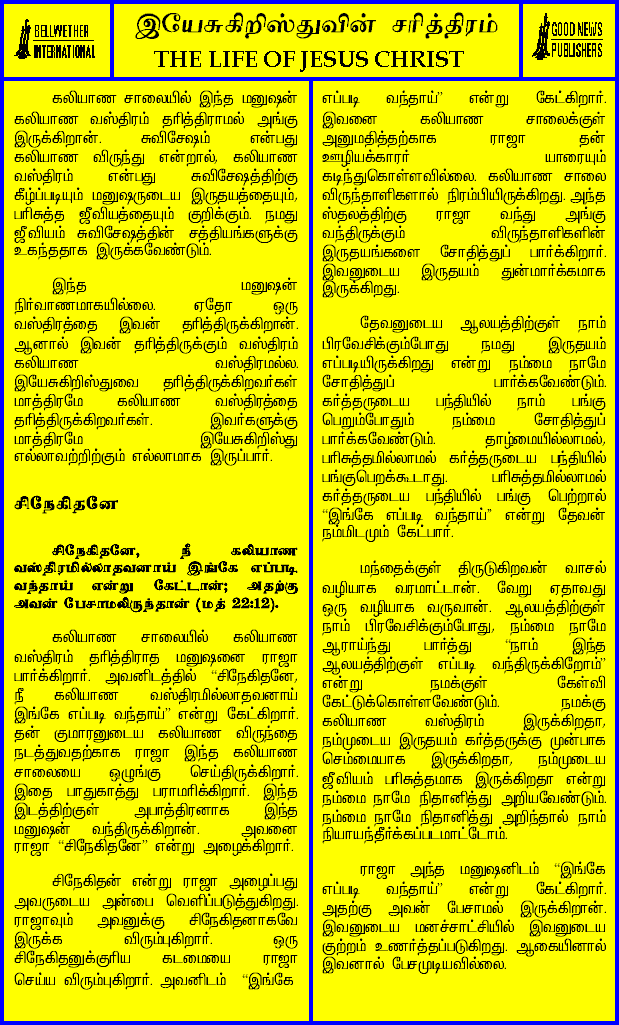 BELLWETHER
INTERNATIONAL
இயேசுகிறிஸ்துவின் சரித்திரம்
THE LIFE OF JESUS CHRIST
GOOD NEWS
PUBLISHERS
கலியாண சாலையில் இந்த மனுஷன்
கலியாண வஸ்திரம் தரித்திராமல் அங்கு
இருக்கிறான். சுவிசேஷம் என்பது
கலியாண விருந்து என்றால், கலியாண
வஸ்திரம் என்பது சுவிசேஷத்திற்கு
கீழ்ப்படியும் மனுஷருடைய இருதயத்தையும்,
பரிசுத்த ஜீவியத்தையும் குறிக்கும். நமது
ஜீவியம் சுவிசேஷத்தின் சத்தியங்களுக்கு
உகந்ததாக இருக்கவேண்டும்.
இந்த மனுஷன்
நிர்வாணமாகயில்லை. ஏதோ ஒரு
வஸ்திரத்தை இவன் தரித்திருக்கிறான்.
ஆனால் இவன் தரித்திருக்கும் வஸ்திரம்
கலியாண வஸ்திரமல்ல.
இயேசுகிறிஸ்துவை தரித்திருக்கிறவர்கள்
மாத்திரமே கலியாண வஸ்திரத்தை
தரித்திருக்கிறவர்கள். இவர்களுக்கு
மாத்திரமே இயேசுகிறிஸ்து
எல்லாவற்றிற்கும் எல்லாமாக இருப்பார்.
சிநேகிதனே
சிநேகிதனே, நீ கலியாண
வஸ்திரமில்லாதவனாய் இங்கே எப்படி
வந்தாய் என்று கேட்டான்; அதற்கு
அவன் பேசாமலிருந்தான் (மத் 22:12).
கலியாண சாலையில் கலியாண
வஸ்திரம் தரித்திராத மனுஷனை ராஜா
பார்க்கிறார். அவனிடத்தில் "சிநேகிதனே,
நீ கலியாண வஸ்திரமில்லாதவனாய்
இங்கே எப்படி வந்தாய்" என்று கேட்கிறார்.
தன் குமாரனுடைய கலியாண விருந்தை
நடத்துவதற்காக ராஜா இந்த கலியாண
சாலையை ஒழுங்கு செய்திருக்கிறார்.
இதை பாதுகாத்து பராமரிக்கிறார். இந்த
இடத்திற்குள் அபாத்திரனாக இந்த
மனுஷன் வந்திருக்கிறான். அவனை
ராஜா "சிநேகிதனே" என்று அழைக்கிறார்.
சிநேகிதன் என்று ராஜா அழைப்பது
அவருடைய அன்பை வெளிப்படுத்துகிறது.
ராஜாவும் அவனுக்கு சிநேகிதனாகவே
இருக்க விரும்புகிறார். ஒரு
சிநேகிதனுக்குரிய கடமையை ராஜா
செய்ய விரும்புகிறார். அவனிடம் "இங்கே
எப்படி வந்தாய்" என்று கேட்கிறார்.
இவனை கலியாண சாலைக்குள்
அனுமதித்ததற்காக ராஜா தன்
ஊழியக்காரர் யாரையும்
கடிந்துகொள்ளவில்லை. கலியாண சாலை
விருந்தாளிகளால் நிரம்பியிருக்கிறது. அந்த
ஸ்தலத்திற்கு ராஜா வந்து அங்கு
வந்திருக்கும் விருந்தாளிகளின்
இருதயங்களை சோதித்துப் பார்க்கிறார்.
இவனுடைய இருதயம் துன்மார்க்கமாக
இருக்கிறது.
தேவனுடைய ஆலயத்திற்குள் நாம்
பிரவேசிக்கும்போது நமது இருதயம்
எப்படியிருக்கிறது என்று நம்மை நாமே
சோதித்துப் பார்க்கவேண்டும்.
கர்த்தருடைய பந்தியில் நாம் பங்கு
பெறும்போதும் நம்மை சோதித்துப்
பார்க்கவேண்டும். தாழ்மையில்லாமல்,
பரிசுத்தமில்லாமல் கர்த்தருடைய பந்தியில்
பங்குபெறக்கூடாது. பரிசுத்தமில்லாமல்
கர்த்தருடைய பந்தியில் பங்கு பெற்றால்
"இங்கே எப்படி வந்தாய்" என்று தேவன்
நம்மிடமும் கேட்பார்.
மந்தைக்குள் திருடுகிறவன் வாசல்
வழியாக வரமாட்டான். வேறு ஏதாவது
ஒரு வழியாக வருவான். ஆலயத்திற்குள்
நாம் பிரவேசிக்கும்போது, நம்மை நாமே
ஆராய்ந்து பார்த்து "நாம் இந்த
ஆலயத்திற்குள் எப்படி வந்திருக்கிறோம்"
என்று நமக்குள் கேள்வி
கேட்டுக்கொள்ளவேண்டும். நமக்கு
கலியாண வஸ்திரம் இருக்கிறதா,
நம்முடைய இருதயம் கர்த்தருக்கு முன்பாக
செம்மையாக இருக்கிறதா, நம்முடைய
ஜீவியம் பரிசுத்தமாக இருக்கிறதா என்று
நம்மை நாமே நிதானித்து அறியவேண்டும்.
நம்மை நாமே நிதானித்து அறிந்தால் நாம்
நியாயந்தீர்க்கப்படமாட்டோம்.
ராஜா அந்த மனுஷனிடம் "இங்கே
எப்படி வந்தாய்" என்று கேட்கிறார்.
அதற்கு அவன் பேசாமல் இருக்கிறான்.
இவனுடைய மனச்சாட்சியில் இவனுடைய
குற்றம் உணர்த்தப்படுகிறது. ஆகையினால்
இவனால் பேசமுடியவில்லை.